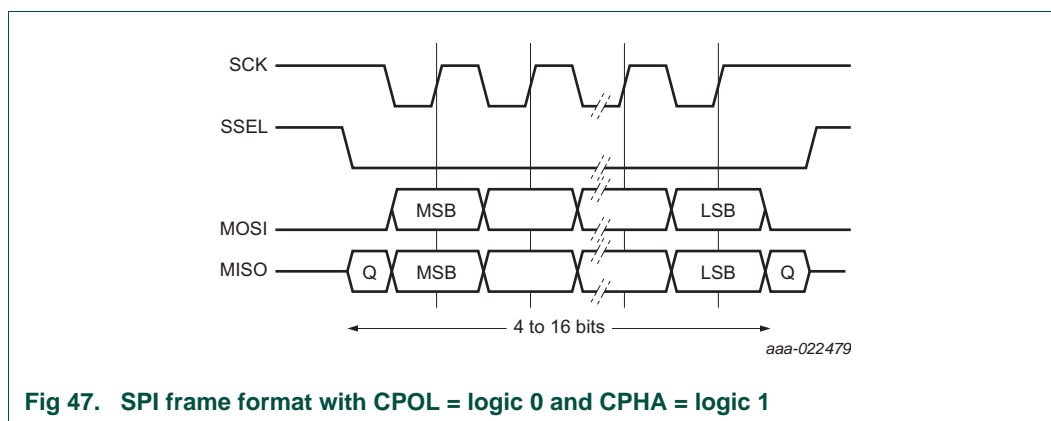 SCK
SSEL
MOSI MSB LSB
MISO Q MSB LSB Q
4 to 16 bits
aaa-022479
Fig 47. SPI frame format with CPOL = logic 0 and CPHA = logic 1